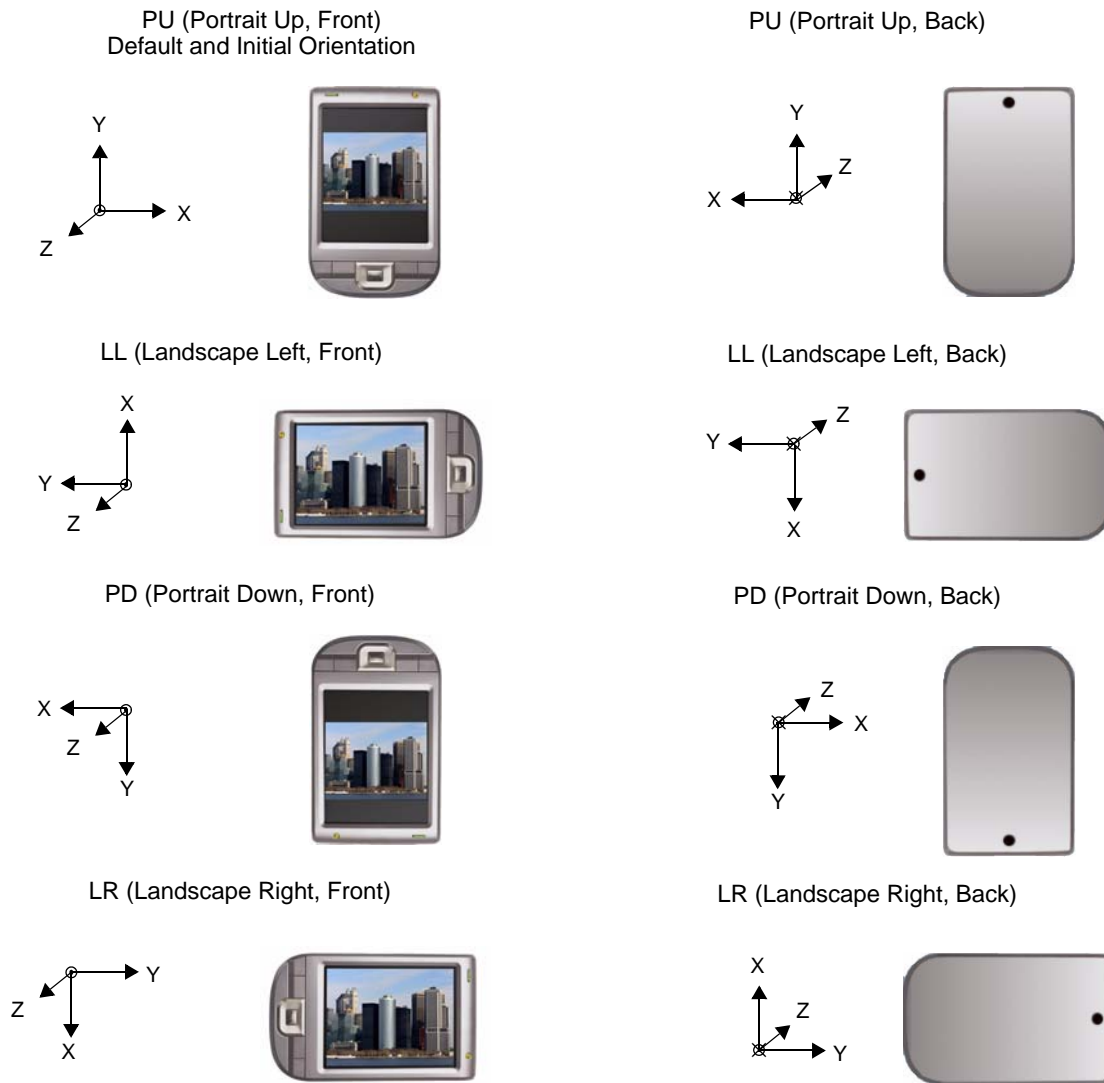 PU (Portrait Up, Front)
Default and Initial Orientation
PU (Portrait Up, Back)
Y
X
Z
Y
Z
X
LL (Landscape Left, Front)
LL (Landscape Left, Back)
X
Y
Z
Z
Y
X
PD (Portrait Down, Front)
PD (Portrait Down, Back)
X
Z
Y
Z
X
Y
LR (Landscape Right, Front)
LR (Landscape Right, Back)
Y
Z
X
X
Z
Y